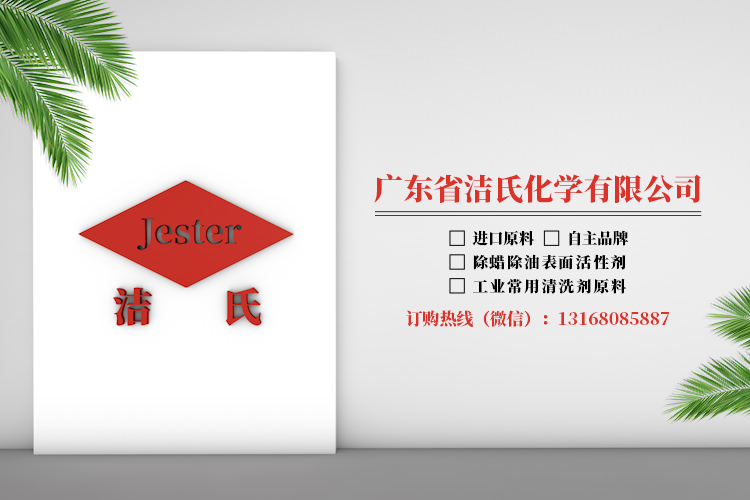 Jester
洁氏
广东省洁氏化学有限公司
□ 进口原料 □ 自主品牌
□ 除蜡除油表面活性剂
□ 工业常用清洗剂原料
订购热线（微信）：13168085887